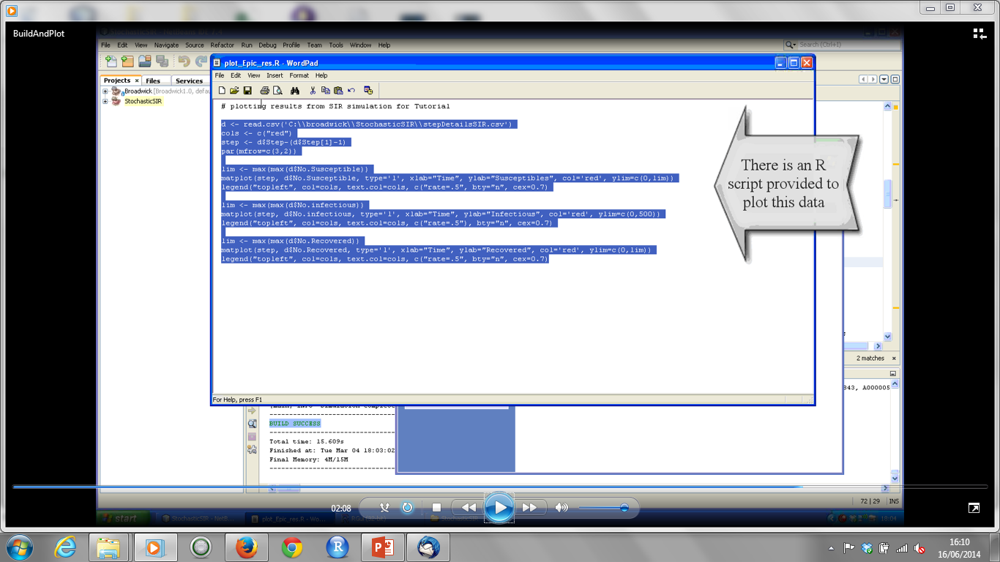 BuildAndPlot
File Edit View Navigate Source Refactor Run Debug Profile Team Tools Window Help
Search (Ctrl+I)
plot_Epic_res.R - WordPad
File Edit View Insert Format Help
Projects × Files Services
Broadwick [Broadwick1.0, defau
StochasticSIR
# plotting results from SIR simulation for Tutorial
d <- read.csv('C:\\broadwick\\StochasticSIR\\stepDetailsSIR.csv')
cols <- c("red")
step <- d$Step-(d$Step[1]-1)
par(mfrow=c(3,2))
lim <- max(max(d$No.Susceptible))
matplot(step, d$No.Susceptible, type='l', xlab="Time", ylab="Susceptibles", col='red', ylim=c(0,lim))
legend("topleft", col=cols, text.col=cols, c("rate=.5", bty="n", cex=0.7)
lim <- max(max(d$No.infectious))
matplot(step, d$No.infectious, type='l', xlab="Time", ylab="Infectious", col='red', ylim=c(0,500))
legend("topleft", col=cols, text.col=cols, c("rate=.5"), bty="n", cex=0.7)
lim <- max(max(d$No.Recovered))
matplot(step, d$No.Recovered, type='l', xlab="Time", ylab="Recovered", col='red', ylim=c(0,lim))
legend("topleft", col=cols, text.col=cols, c("rate=.5", bty="n", cex=0.7)
There is an R
script provided to
plot this data
2 matches ×
843, A000005
For Help, press F1
BUILD SUCCESS
Total time: 15.609s
Finished at: Tue Mar 04 18:03:02
Final Memory: 4M/15M
72 | 29 INS
02:08
start StochasticSIR - NetB... plot_Epic_res.R - Wo... 18:04
16:10
16/06/2014